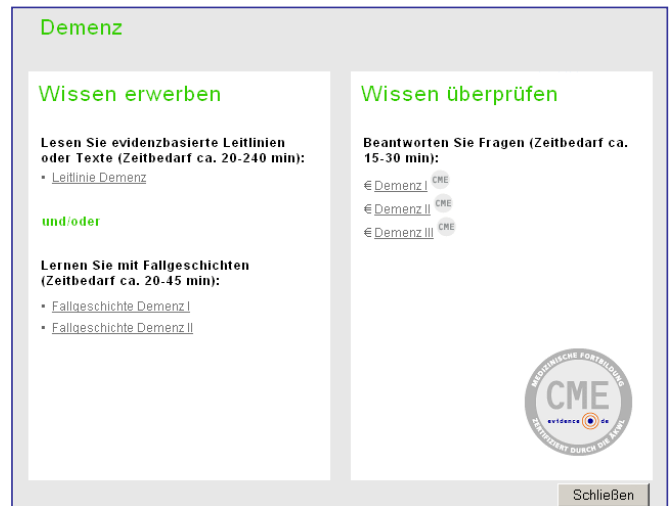 Demenz
Wissen erwerben
Lesen Sie evidenzbasierte Leitlinien
oder Texte (Zeitbedarf ca. 20-240 min):
▪ Leitlinie Demenz
und/oder
Lernen Sie mit Fallgeschichten
(Zeitbedarf ca. 20-45 min):
▪ Fallgeschichte Demenz I
▪ Fallgeschichte Demenz II
Wissen überprüfen
Beantworten Sie Fragen (Zeitbedarf ca.
15-30 min):
€ Demenz I CME
€ Demenz II CME
€ Demenz III CME
MEDIZINISCHE FORTBILDUNG
CME
evidence de
ZERTIFIZIERT DURCH DIE ÄKWL
Schließen